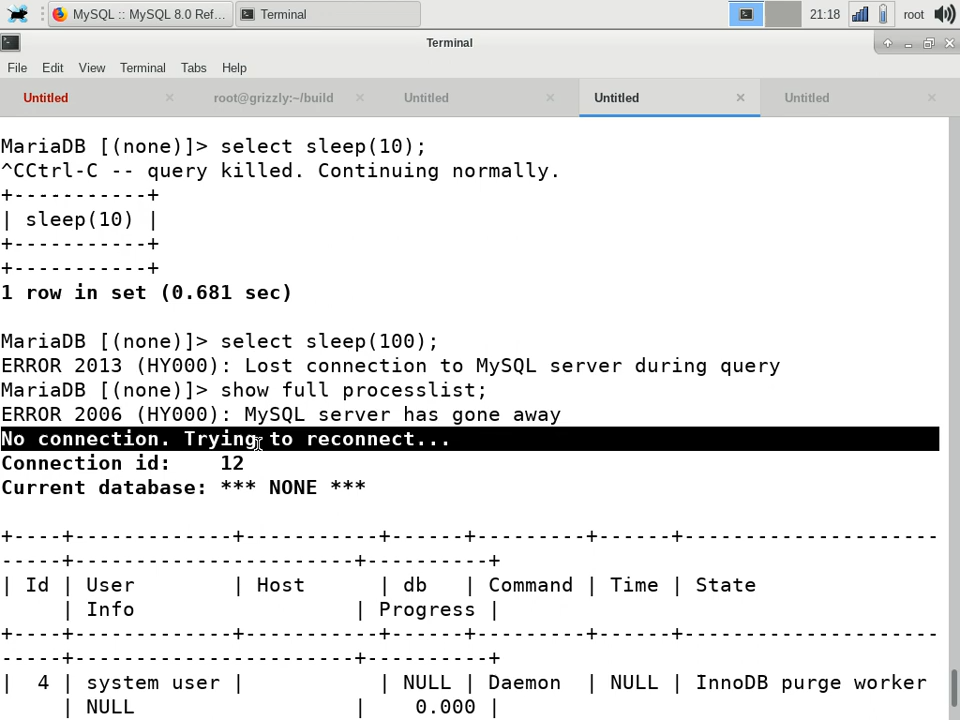 MySQL :: MySQL 8.0 Ref...
Terminal
21:18
root
Terminal
File Edit View Terminal Tabs Help
Untitled
root@grizzly:~/build
Untitled
Untitled
Untitled
MariaDB [(none)]> select sleep(10);
^CCtrl-C -- query killed. Continuing normally.
+-----------+
| sleep(10) |
+-----------+
+-----------+
1 row in set (0.681 sec)
MariaDB [(none)]> select sleep(100);
ERROR 2013 (HY000): Lost connection to MySQL server during query
MariaDB [(none)]> show full processlist;
ERROR 2006 (HY000): MySQL server has gone away
No connection. Trying to reconnect...
Connection id:    12
Current database: *** NONE ***
+----+-------------+-----------+------+---------+------+---------------------
-----+-----------------------+----------+
| Id | User        | Host      | db   | Command | Time | State
     | Info                  | Progress |
+----+-------------+-----------+------+---------+------+---------------------
-----+-----------------------+----------+
|  4 | system user |           | NULL | Daemon  | NULL | InnoDB purge worker
     | NULL                  |    0.000 |